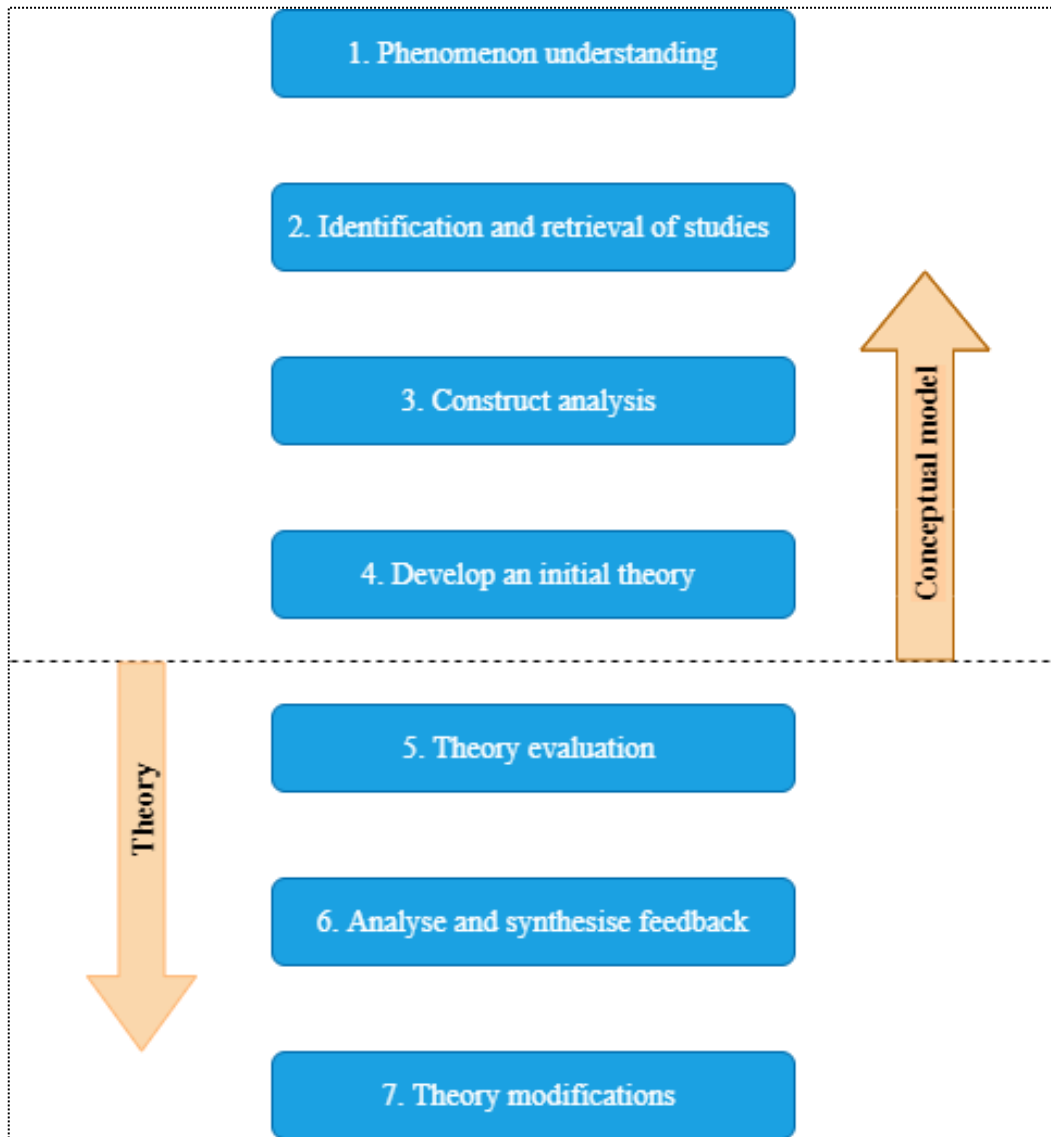 1. Phenomenon understanding
2. Identification and retrieval of studies
3. Construct analysis
Conceptual model
4. Develop an initial theory
5. Theory evaluation
Theory
6. Analyse and synthesise feedback
7. Theory modifications